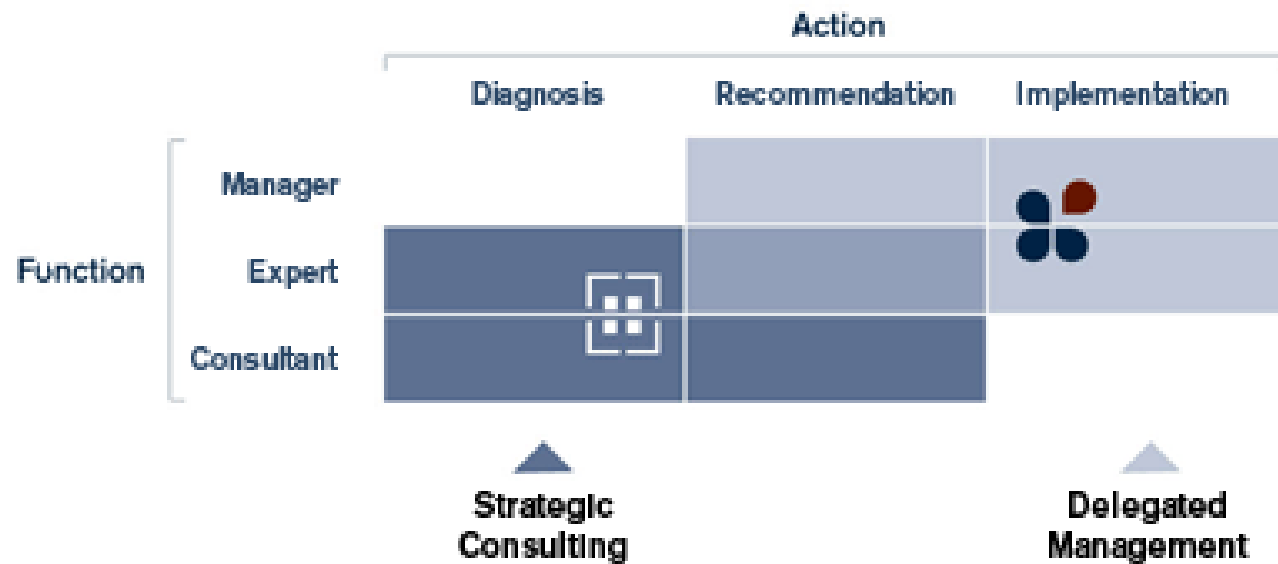 Action
Diagnosis Recommendation Implementation
Manager
Function Expert
Consultant
Strategic
Consulting
Delegated
Management